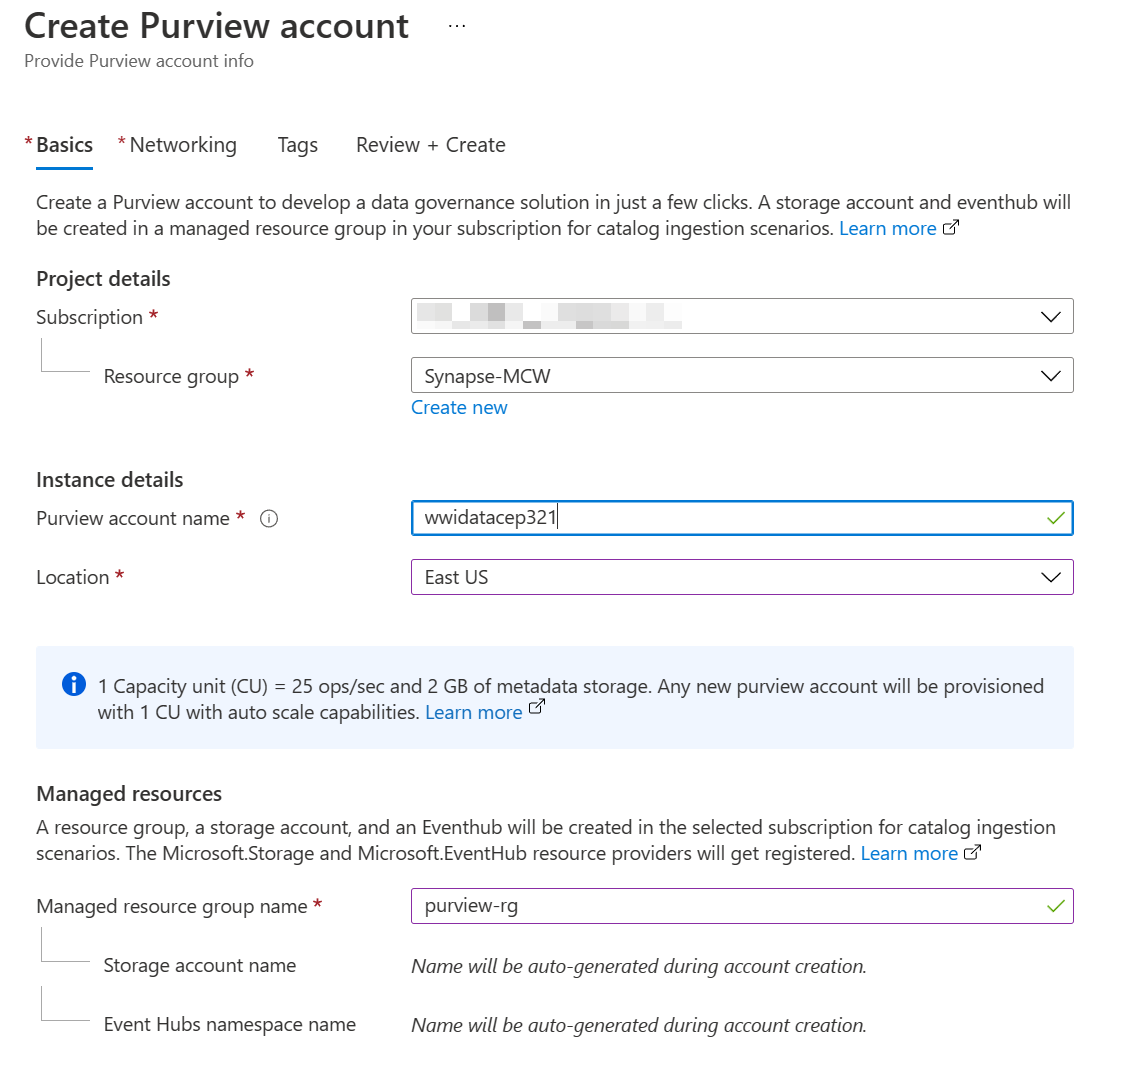 Create Purview account ...
Provide Purview account info
* Basics * Networking Tags Review + Create
Create a Purview account to develop a data governance solution in just a few clicks. A storage account and eventhub will
be created in a managed resource group in your subscription for catalog ingestion scenarios. Learn more
Project details
Subscription *
Resource group * Synapse-MCW
Create new
Instance details
Purview account name * wwidatacep321
Location * East US
1 Capacity unit (CU) = 25 ops/sec and 2 GB of metadata storage. Any new purview account will be provisioned
with 1 CU with auto scale capabilities. Learn more
Managed resources
A resource group, a storage account, and an Eventhub will be created in the selected subscription for catalog ingestion
scenarios. The Microsoft.Storage and Microsoft.EventHub resource providers will get registered. Learn more
Managed resource group name * purview-rg
Storage account name Name will be auto-generated during account creation.
Event Hubs namespace name Name will be auto-generated during account creation.